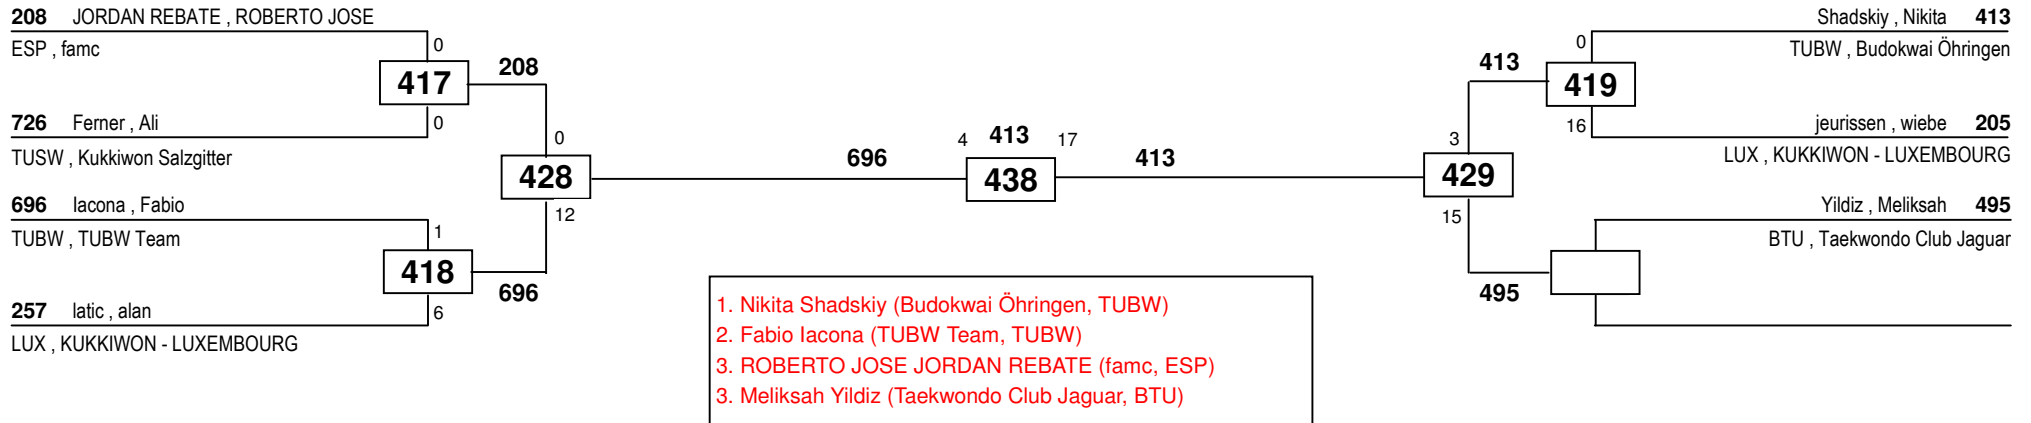 208 JORDAN REBATE , ROBERTO JOSE
ESP , famc
0
417
208
0
726 Ferner , Ali
TUSW , Kukkiwon Salzgitter
0
428
12
696 Iacona , Fabio
TUBW , TUBW Team
1
418
696
6
257 latic , alan
LUX , KUKKIWON - LUXEMBOURG
696
4 413 17
438
413
Shadskiy , Nikita 413
TUBW , Budokwai Öhringen
0
413
419
16
jeurissen , wiebe 205
LUX , KUKKIWON - LUXEMBOURG
3
429
15
Yildiz , Meliksah 495
BTU , Taekwondo Club Jaguar
495
1. Nikita Shadskiy (Budokwai Öhringen, TUBW)
2. Fabio Iacona (TUBW Team, TUBW)
3. ROBERTO JOSE JORDAN REBATE (famc, ESP)
3. Meliksah Yildiz (Taekwondo Club Jaguar, BTU)